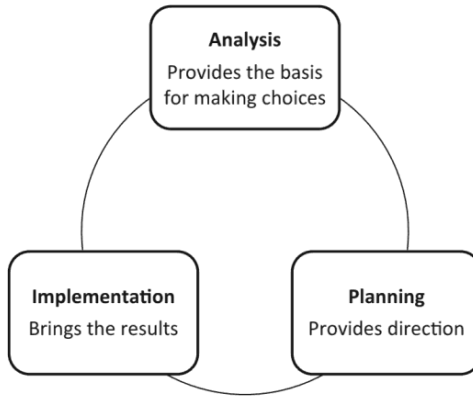 Analysis
Provides the basis
for making choices
Implementation
Brings the results
Planning
Provides direction